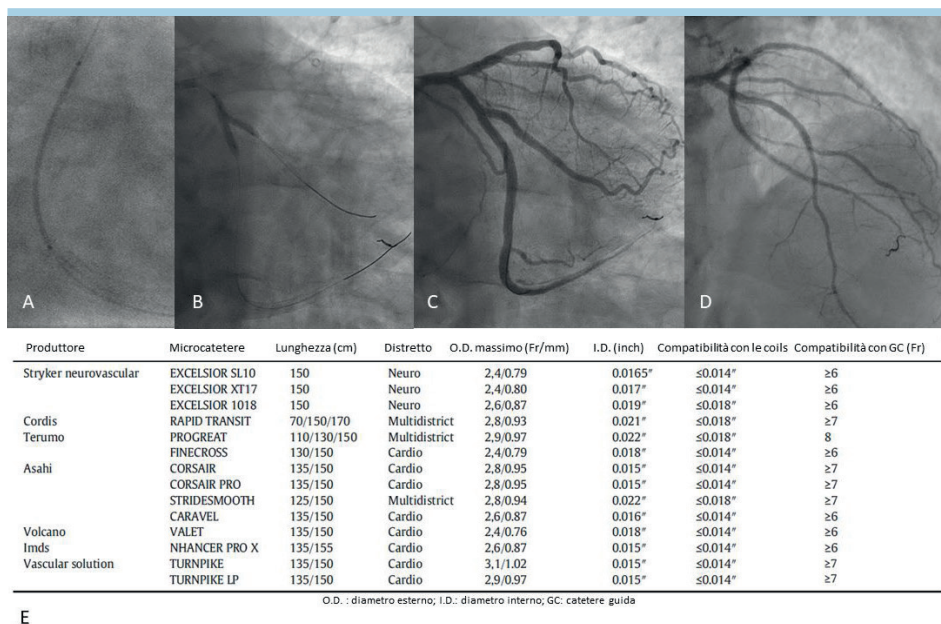 A B C D
Produttore Microcatetere Lunghezza (cm) Distretto O.D. massimo (Fr/mm) I.D. (inch) Compatibilità con le coils Compatibilità con GC (Fr)
Stryker neurovascular EXCELSIOR SL10 150 Neuro 2,4/0.79 0.0165″ ≤0.014″ ≥6
EXCELSIOR XT17 150 Neuro 2,4/0.80 0.017″ ≤0.014″ ≥6
EXCELSIOR 1018 150 Neuro 2,6/0,87 0.019″ ≤0.018″ ≥6
Cordis RAPID TRANSIT 70/150/170 Multidistrict 2,8/0.93 0.021″ ≤0.018″ ≥7
Terumo PROGREAT 110/130/150 Multidistrict 2,9/0,97 0.022″ ≤0.018″ 8
FINECROSS 130/150 Cardio 2,4/0.79 0.018″ ≤0.014″ ≥6
Asahi CORSAIR 135/150 Cardio 2,8/0.95 0.015″ ≤0.014″ ≥7
CORSAIR PRO 135/150 Cardio 2,8/0.95 0.015″ ≤0.014″ ≥7
STRIDESMOOTH 125/150 Multidistrict 2,8/0.94 0.022″ ≤0.018″ ≥7
CARAVEL 135/150 Cardio 2,6/0.87 0.016″ ≤0.014″ ≥6
Volcano VALET 135/150 Cardio 2,4/0.76 0.018″ ≤0.014″ ≥6
Imds NHANCER PRO X 135/155 Cardio 2,6/0.87 0.015″ ≤0.014″ ≥6
Vascular solution TURNPIKE 135/150 Cardio 3,1/1.02 0.015″ ≤0.014″ ≥7
TURNPIKE LP 135/150 Cardio 2,9/0.97 0.015″ ≤0.014″ ≥7
O.D. : diametro esterno; I.D.: diametro interno; GC: catetere guida
E